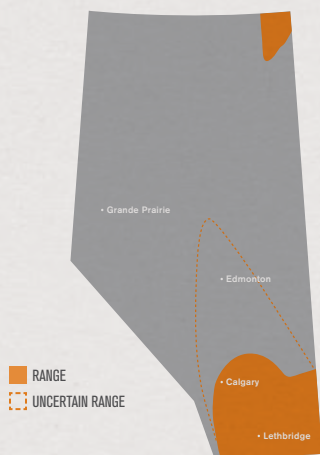 Grande Prairie
Edmonton
Calgary
Lethbridge
RANGE
UNCERTAIN RANGE